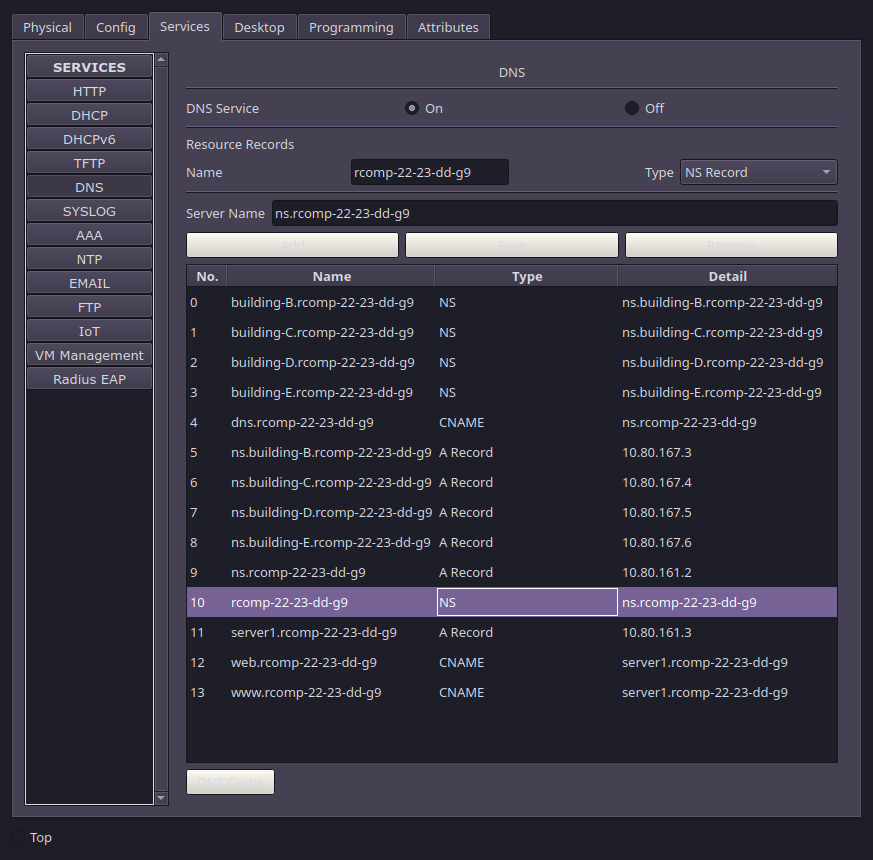 Physical Config Services Desktop Programming Attributes
SERVICES
HTTP
DHCP
DHCPv6
TFTP
DNS
SYSLOG
AAA
NTP
EMAIL
FTP
IoT
VM Management
Radius EAP
DNS
DNS Service On Off
Resource Records
Name rcomp-22-23-dd-g9 Type NS Record
Server Name ns.rcomp-22-23-dd-g9
Add Save Remove
No. Name Type Detail
0 building-B.rcomp-22-23-dd-g9 NS ns.building-B.rcomp-22-23-dd-g9
1 building-C.rcomp-22-23-dd-g9 NS ns.building-C.rcomp-22-23-dd-g9
2 building-D.rcomp-22-23-dd-g9 NS ns.building-D.rcomp-22-23-dd-g9
3 building-E.rcomp-22-23-dd-g9 NS ns.building-E.rcomp-22-23-dd-g9
4 dns.rcomp-22-23-dd-g9 CNAME ns.rcomp-22-23-dd-g9
5 ns.building-B.rcomp-22-23-dd-g9 A Record 10.80.167.3
6 ns.building-C.rcomp-22-23-dd-g9 A Record 10.80.167.4
7 ns.building-D.rcomp-22-23-dd-g9 A Record 10.80.167.5
8 ns.building-E.rcomp-22-23-dd-g9 A Record 10.80.167.6
9 ns.rcomp-22-23-dd-g9 A Record 10.80.161.2
10 rcomp-22-23-dd-g9 NS ns.rcomp-22-23-dd-g9
11 server1.rcomp-22-23-dd-g9 A Record 10.80.161.3
12 web.rcomp-22-23-dd-g9 CNAME server1.rcomp-22-23-dd-g9
13 www.rcomp-22-23-dd-g9 CNAME server1.rcomp-22-23-dd-g9
DNS Cache
Top